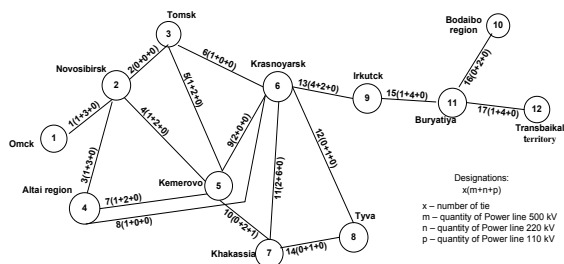 Bodaibo
region
10
Tomsk
3
2(0+0+0)
6(1+0+0)
Krasnoyarsk
6
Novosibirsk
2
5(1+2+0)
4(1+2+0)
9(2+0+0)
13(4+2+0)
Irkutck
9
15(1+4+0)
16(0+2+0)
11
Buryatiya
17(1+4+0)
12
Transbaikal
territory
1(1+3+0)
1
Omck
3(1+3+0)
Altai region
4
Kemerovo
5
7(1+2+0)
8(1+0+0)
10(0+2+1)
11(2+6+0)
12(0+1+0)
Tyva
8
Khakassia
7
14(0+1+0)
Designations:
x(m+n+p)
x – number of tie
m – quantity of Power line 500 kV
n – quantity of Power line 220 kV
p – quantity of Power line 110 kV